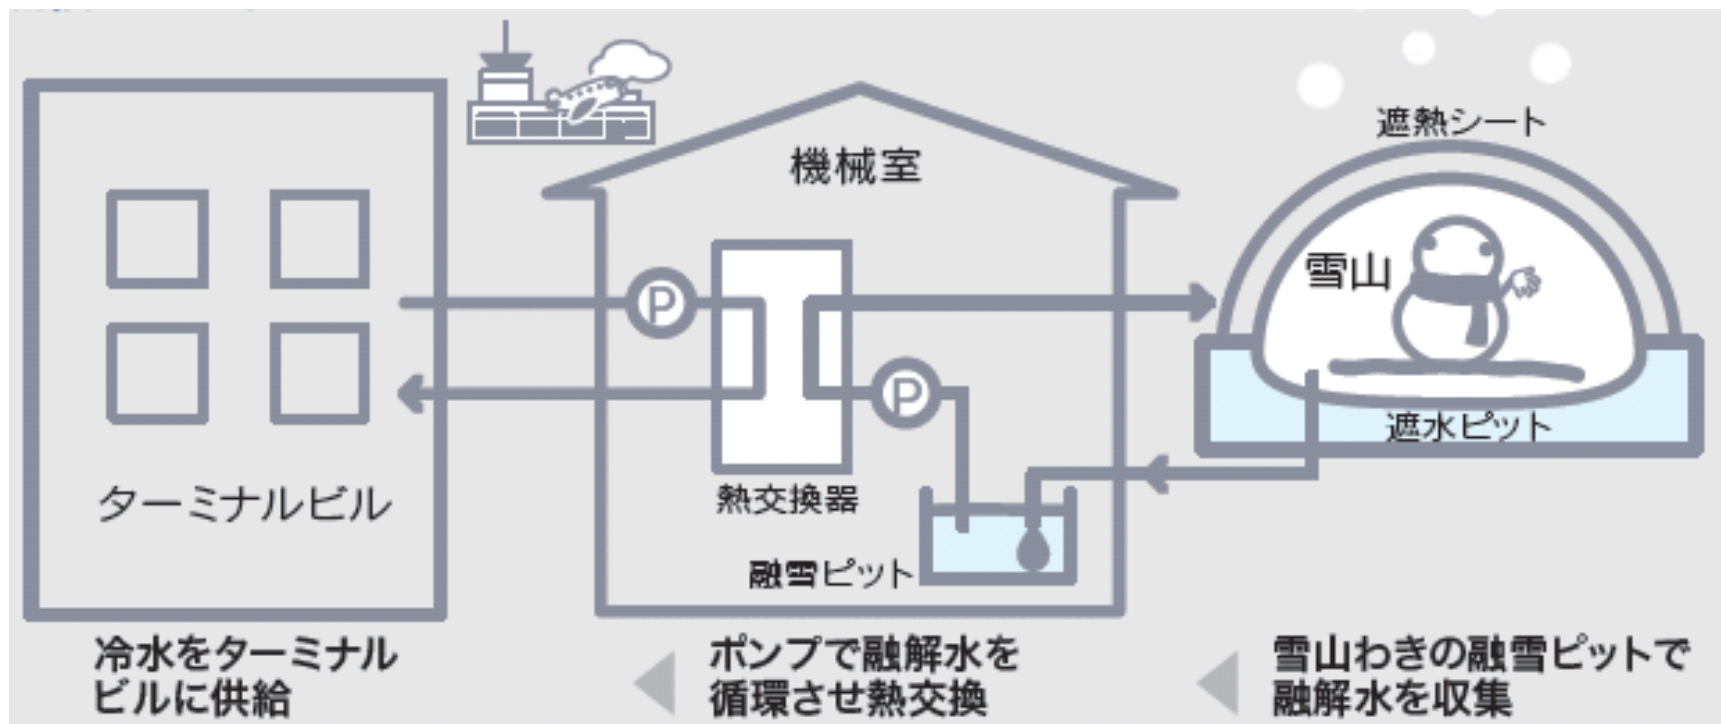 遮熱シート
機械室
雪山
P
P
遮水ピット
ターミナルビル
熱交換器
融雪ピット
冷水をターミナル
ビルに供給
ポンプで融解水を
循環させ熱交換
雪山わきの融雪ピットで
融解水を収集